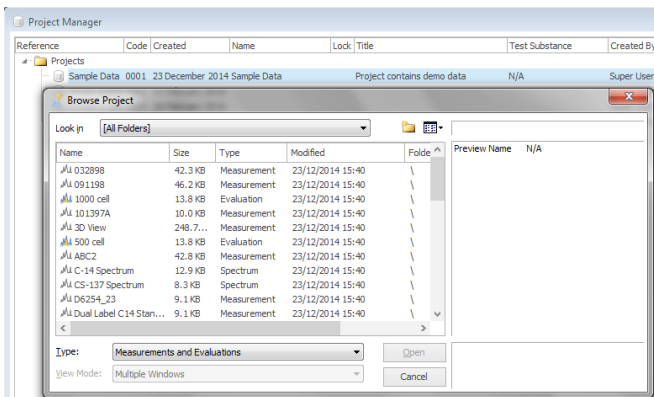 Project Manager
Reference Code Created Name Lock Title Test Substance Created By
Projects
Sample Data 0001 23 December 2014 Sample Data Project contains demo data N/A Super User
Browse Project
Look in [All Folders]
Name Size Type Modified Folde
Preview Name N/A
032898 42.3 KB Measurement 23/12/2014 15:40 \
091198 46.2 KB Measurement 23/12/2014 15:40 \
1000 cell 13.8 KB Evaluation 23/12/2014 15:40 \
101397A 10.0 KB Measurement 23/12/2014 15:40 \
3D View 248.7... Measurement 23/12/2014 15:40 \
500 cell 13.8 KB Evaluation 23/12/2014 15:40 \
ABC2 42.8 KB Measurement 23/12/2014 15:40 \
C-14 Spectrum 12.9 KB Spectrum 23/12/2014 15:40 \
CS-137 Spectrum 8.3 KB Spectrum 23/12/2014 15:40 \
D6254_23 9.1 KB Measurement 23/12/2014 15:40 \
Dual Label C14 Stan... 9.1 KB Measurement 23/12/2014 15:40 \
Type: Measurements and Evaluations Open
View Mode: Multiple Windows Cancel